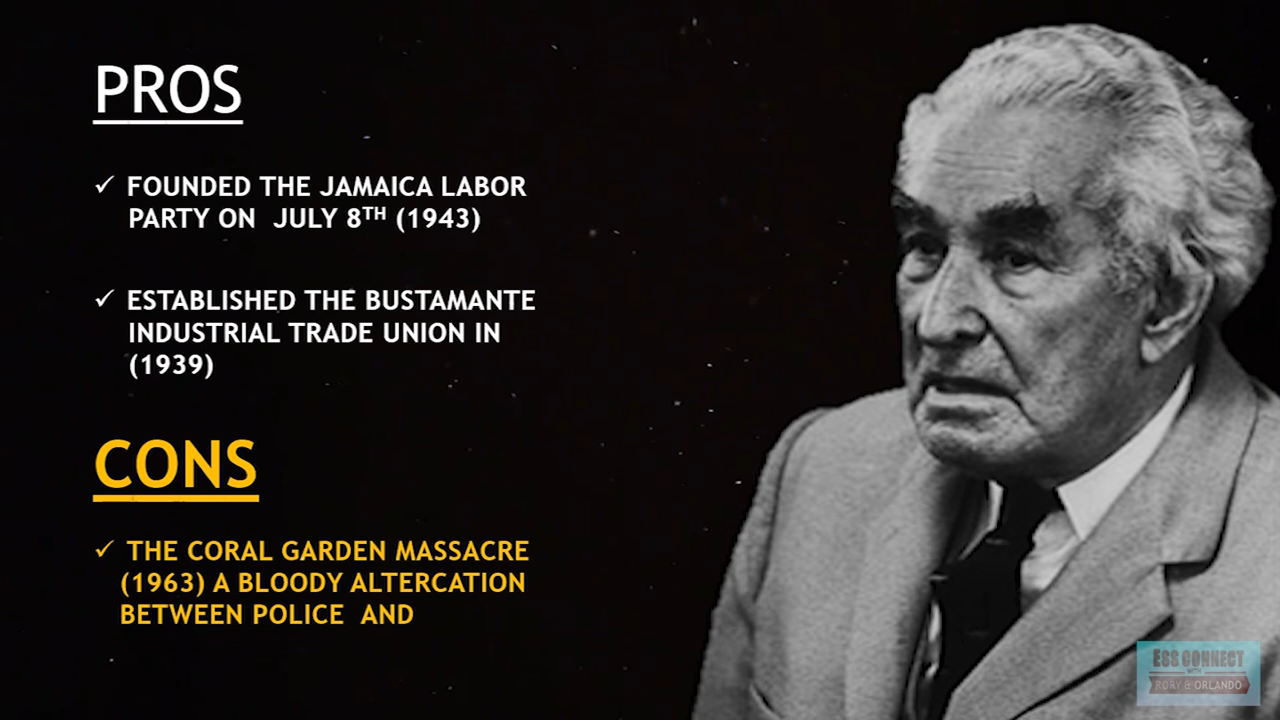 PROS
✓ FOUNDED THE JAMAICA LABOR
PARTY ON JULY 8TH (1943)
✓ ESTABLISHED THE BUSTAMANTE
INDUSTRIAL TRADE UNION IN
(1939)
CONS
✓ THE CORAL GARDEN MASSACRE
(1963) A BLOODY ALTERCATION
BETWEEN POLICE AND
ESS CONNECT
WITH
RORY & ORLANDO